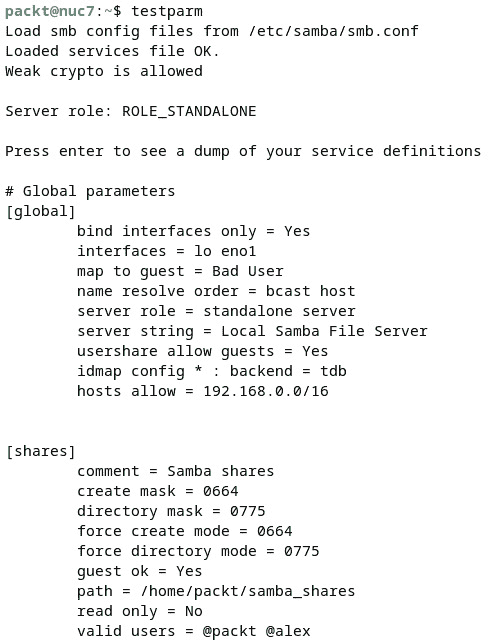 packt@nuc7:~$ testparm
Load smb config files from /etc/samba/smb.conf
Loaded services file OK.
Weak crypto is allowed
Server role: ROLE_STANDALONE
Press enter to see a dump of your service definitions
# Global parameters
[global]
bind interfaces only = Yes
interfaces = lo eno1
map to guest = Bad User
name resolve order = bcast host
server role = standalone server
server string = Local Samba File Server
usershare allow guests = Yes
idmap config * : backend = tdb
hosts allow = 192.168.0.0/16
[shares]
comment = Samba shares
create mask = 0664
directory mask = 0775
force create mode = 0664
force directory mode = 0775
guest ok = Yes
path = /home/packt/samba_shares
read only = No
valid users = @packt @alex